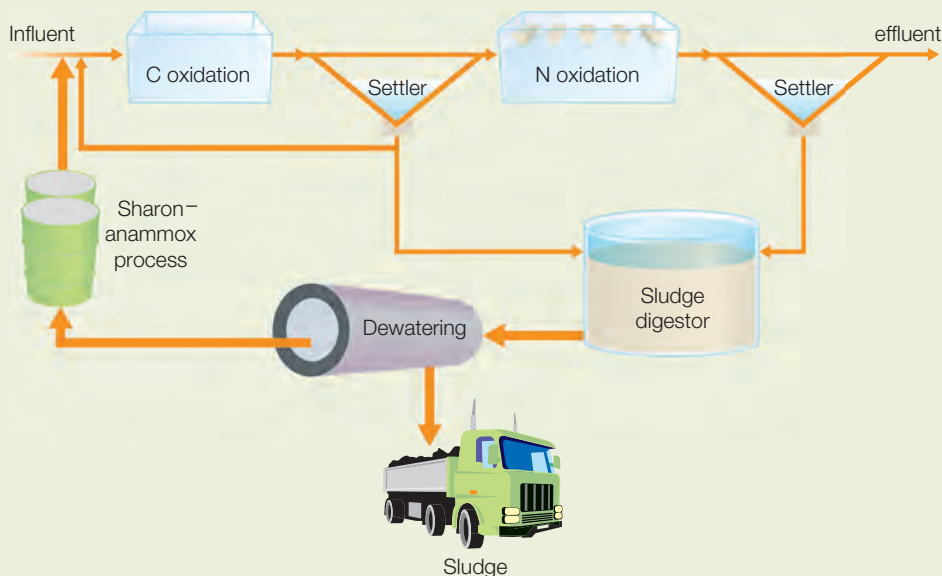 Influent
effluent
C oxidation
Settler
N oxidation
Settler
Sharon–
anammox
process
Dewatering
Sludge
digestor
Sludge